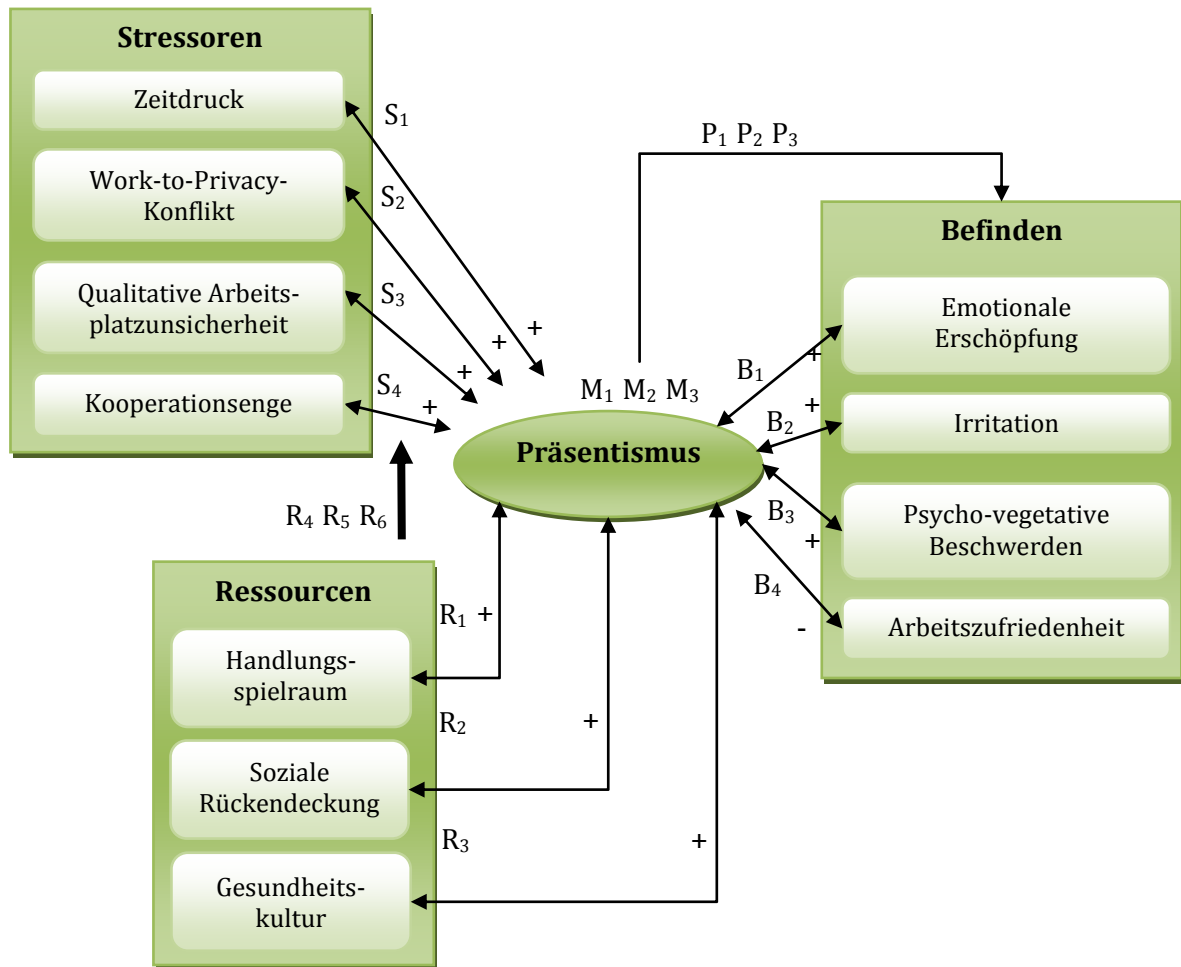 Stressoren
Zeitdruck
S₁
Work-to-Privacy-
Konflikt
S₂
Qualitative Arbeits-
platzunsicherheit
S₃
Kooperationsenge
S₄
+
+
+
+
P₁ P₂ P₃
M₁ M₂ M₃
Präsentismus
Befinden
Emotionale
Erschöpfung
B₁
+
Irritation
B₂
+
Psycho-vegetative
Beschwerden
B₃
+
Arbeitszufriedenheit
B₄
-
R₄ R₅ R₆
Ressourcen
Handlungs-
spielraum
R₁ +
Soziale
Rückendeckung
R₂
+
Gesundheits-
kultur
R₃
+